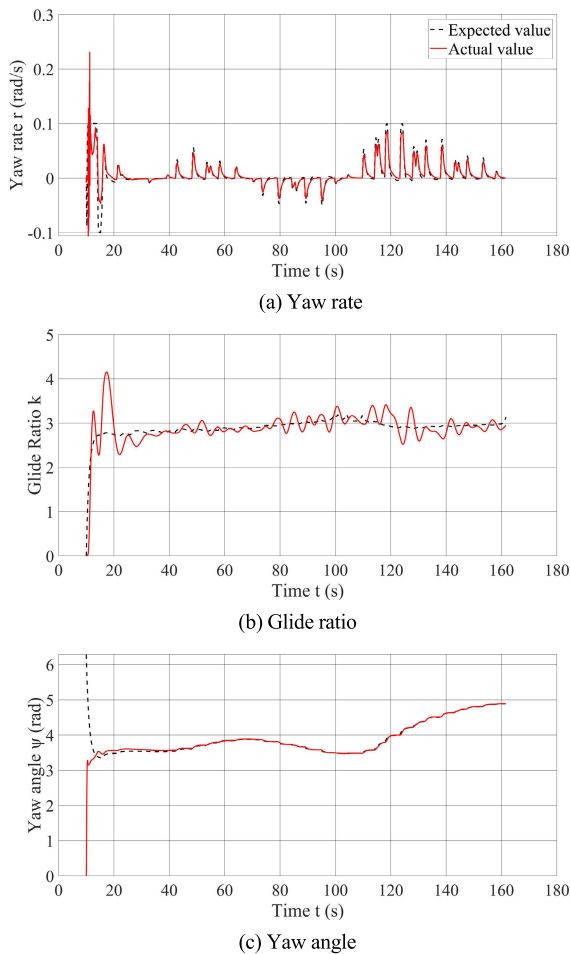 0.3
0.2
0.1
0
-0.1
Yaw rate r (rad/s)
Expected value
Actual value
0 20 40 60 80 100 120 140 160 180
Time t (s)
(a) Yaw rate
5
4
3
2
1
0
Glide Ratio k
0 20 40 60 80 100 120 140 160 180
Time t (s)
(b) Glide ratio
6
5
4
3
2
1
0
Yaw angle ψ (rad)
0 20 40 60 80 100 120 140 160 180
Time t (s)
(c) Yaw angle